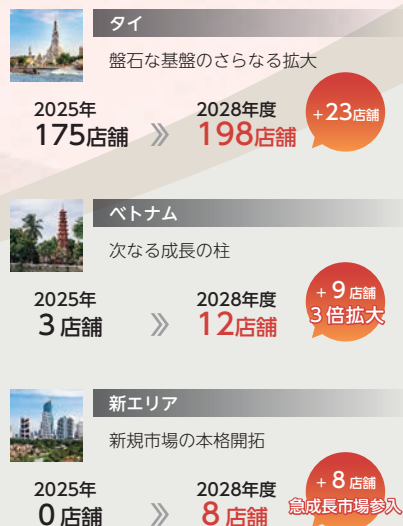 タイ
盤石な基盤のさらなる拡大
2025年
175店舗
2028年度
198店舗
+23店舗
ベトナム
次なる成長の柱
2025年
3店舗
2028年度
12店舗
+9店舗
3倍拡大
新エリア
新規市場の本格開拓
2025年
0店舗
2028年度
8店舗
+8店舗
急成長市場参入